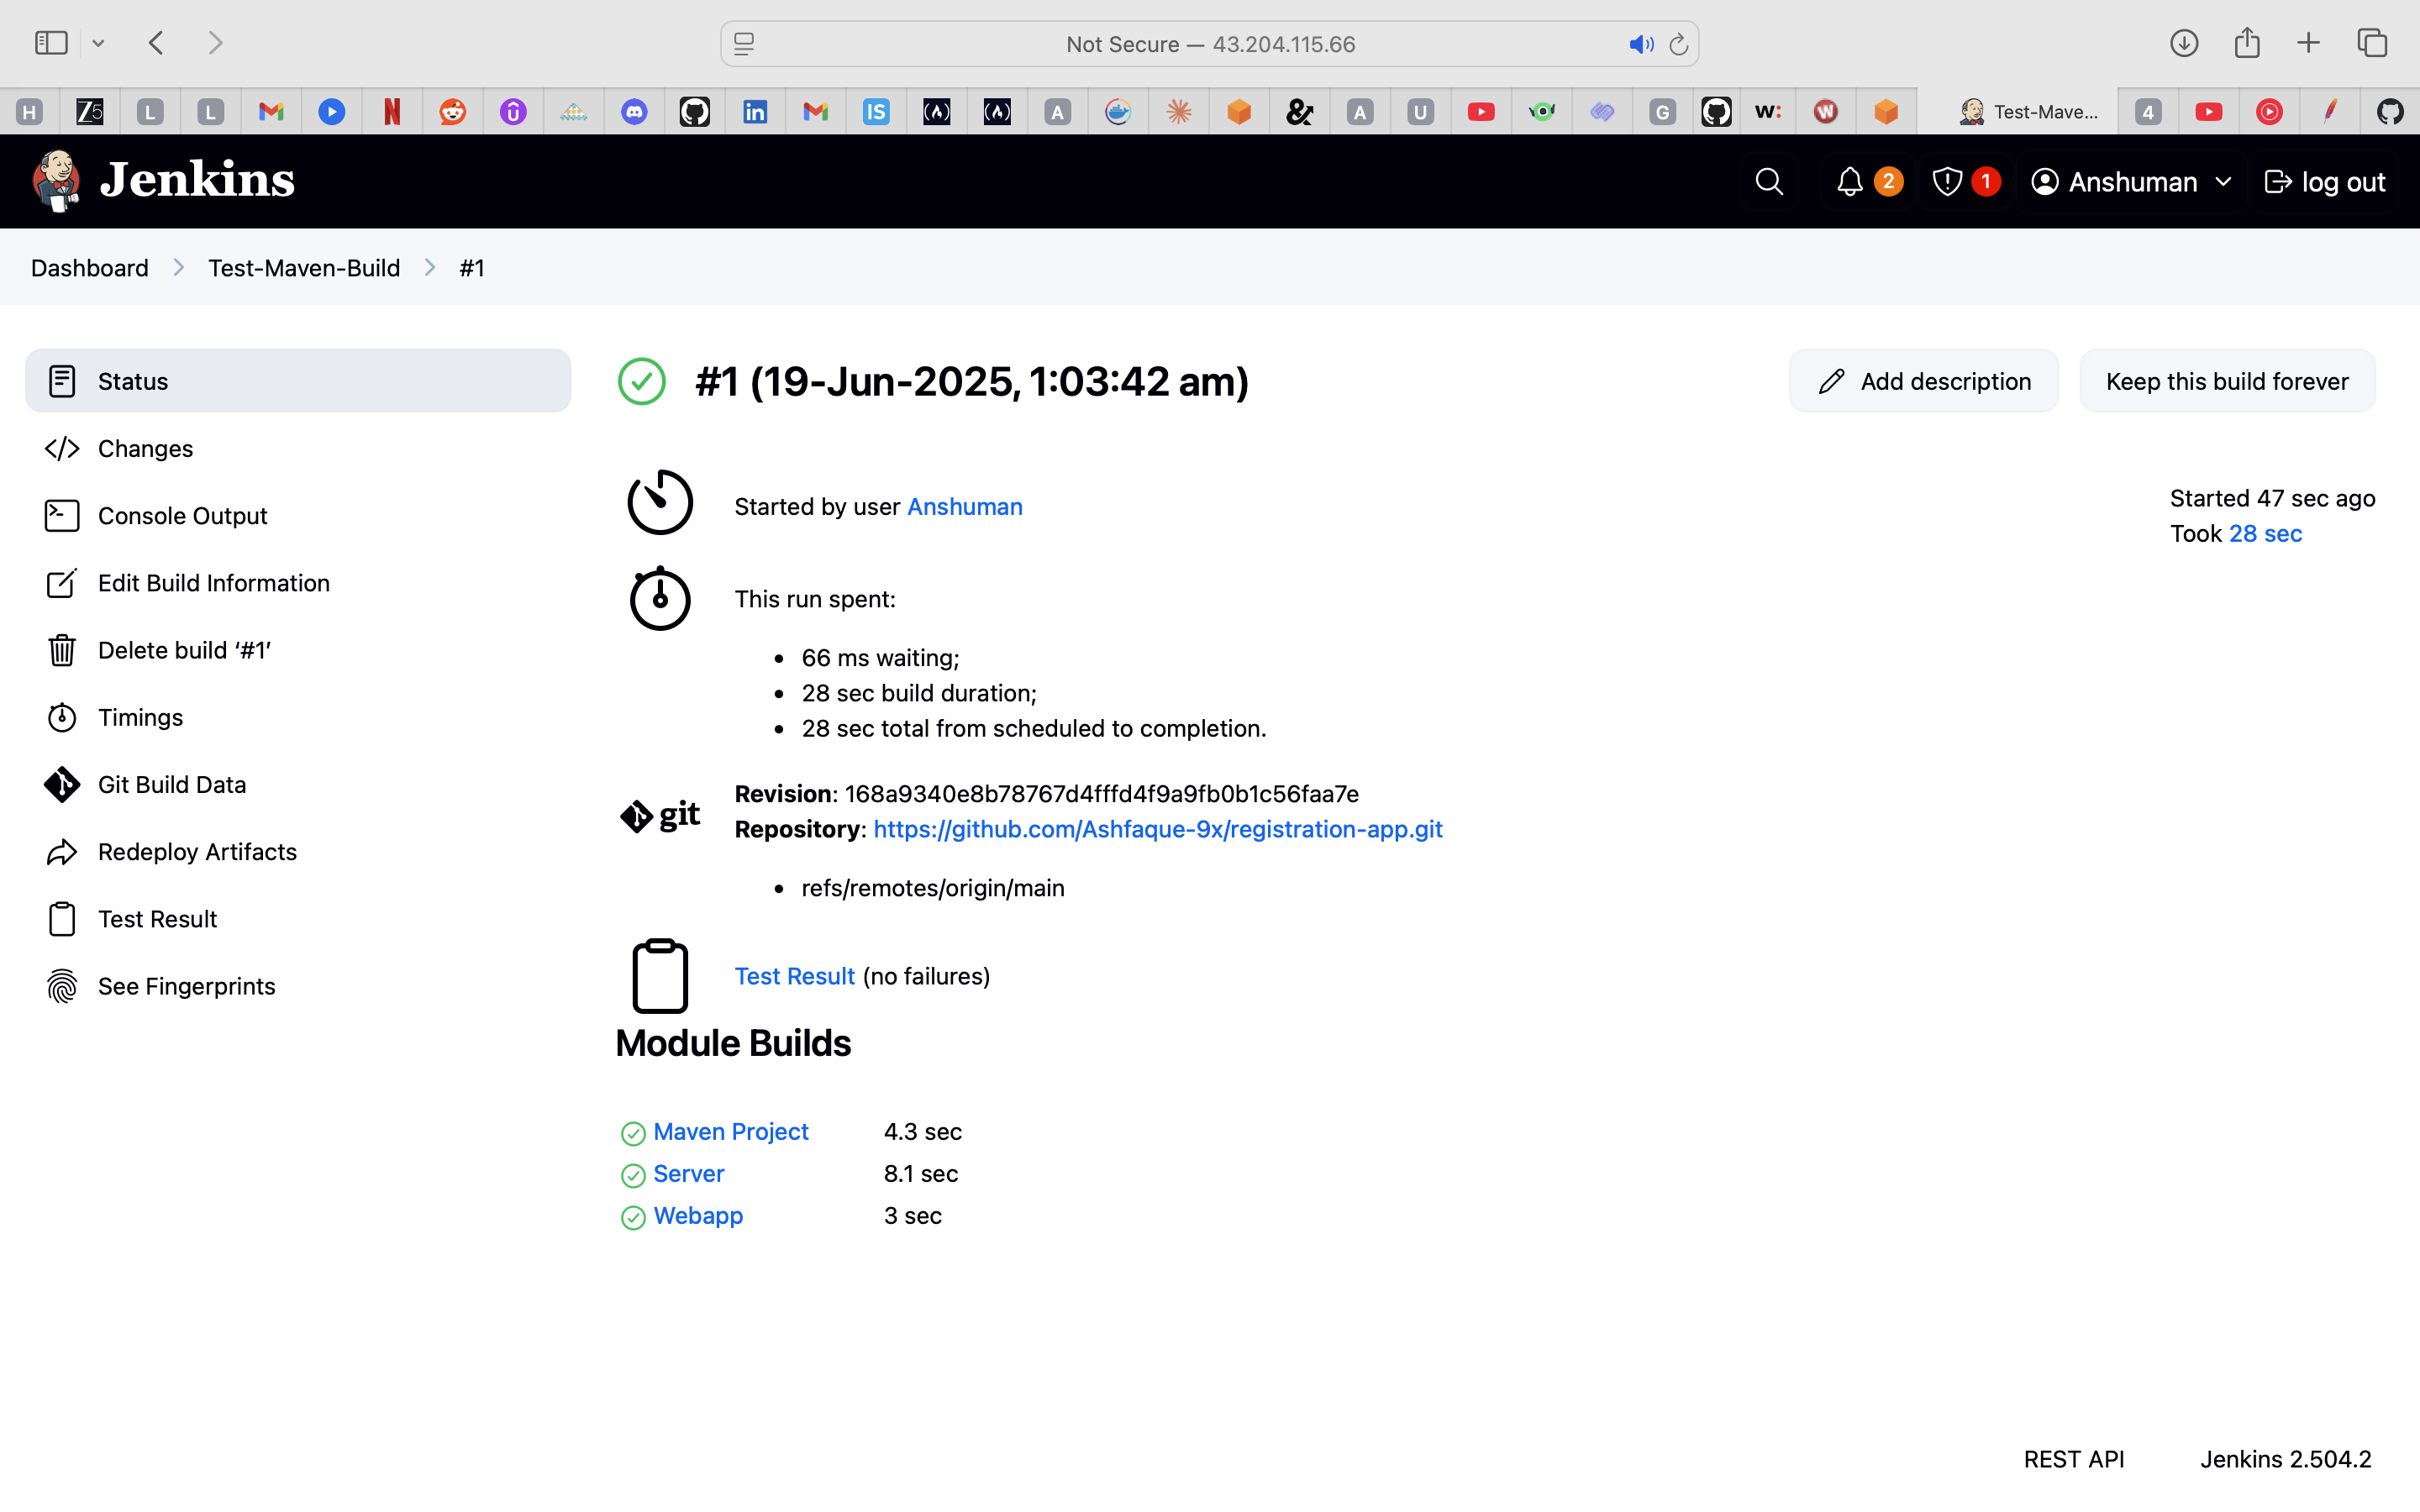 Not Secure — 43.204.115.66
H Z5 L L N in IS A & A U G w: W Test-Mave... 4
Jenkins 2 1 Anshuman log out
Dashboard Test-Maven-Build #1
Status
Changes
Console Output
Edit Build Information
Delete build ‘#1’
Timings
Git Build Data
Redeploy Artifacts
Test Result
See Fingerprints
#1 (19-Jun-2025, 1:03:42 am)
Add description
Keep this build forever
Started by user Anshuman
Started 47 sec ago
Took 28 sec
This run spent:
66 ms waiting;
28 sec build duration;
28 sec total from scheduled to completion.
git
Revision: 168a9340e8b78767d4fffd4f9a9fb0b1c56faa7e
Repository: https://github.com/Ashfaque-9x/registration-app.git
refs/remotes/origin/main
Test Result (no failures)
Module Builds
Maven Project 4.3 sec
Server 8.1 sec
Webapp 3 sec
REST API Jenkins 2.504.2